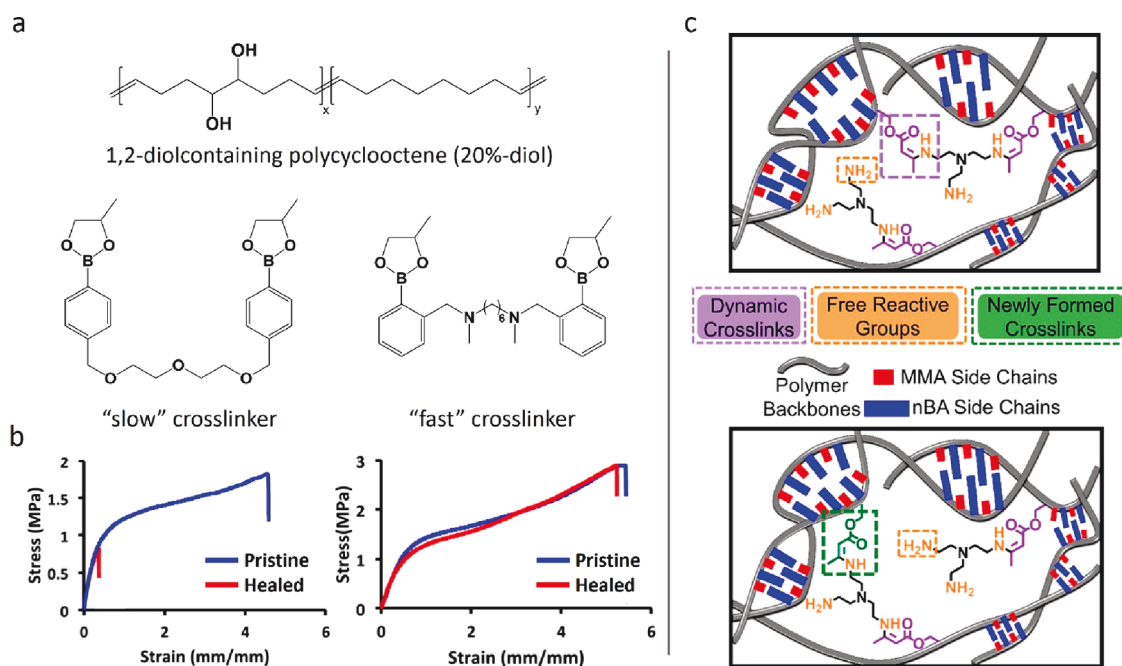 a
OH
OH
x
y
1,2-diolcontaining polycyclooctene (20%-diol)
O O
B
O O
B
O O O
"slow" crosslinker
O O
B
O O
B
N 6 N
"fast" crosslinker
b
Stress (MPa)
2
1.5
1
0.5
0
0 2 4 6
Strain (mm/mm)
Pristine
Healed
Stress(MPa)
3
2
1
0
0 2 4 6
Strain (mm/mm)
Pristine
Healed
c
O O
NH
NH2
N
HN
O O
H2N
N
NH2
NH
O
O
Dynamic
Crosslinks
Free Reactive
Groups
Newly Formed
Crosslinks
Polymer
Backbones
MMA Side Chains
nBA Side Chains
O
O
NH
H2N
N
HN
O O
NH2
H2N
N
NH
O
O